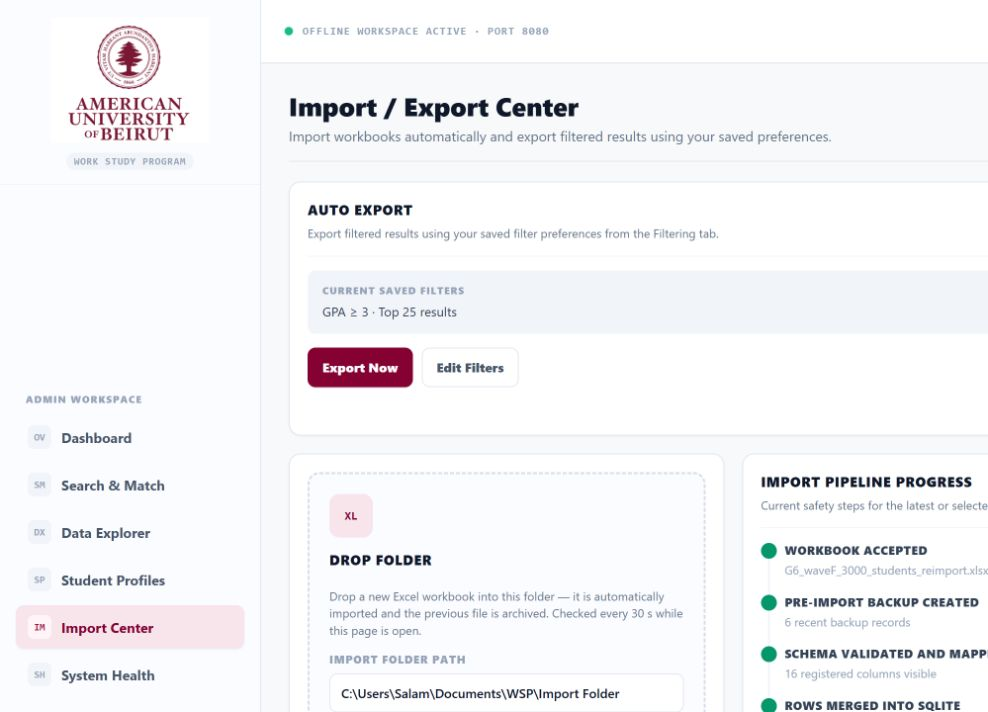 AMERICAN
UNIVERSITY
OF BEIRUT
WORK STUDY PROGRAM
ADMIN WORKSPACE
OV Dashboard
SM Search & Match
DX Data Explorer
SP Student Profiles
IM Import Center
SH System Health
OFFLINE WORKSPACE ACTIVE · PORT 8080
Import / Export Center
Import workbooks automatically and export filtered results using your saved preferences.
AUTO EXPORT
Export filtered results using your saved filter preferences from the Filtering tab.
CURRENT SAVED FILTERS
GPA ≥ 3 · Top 25 results
Export Now
Edit Filters
XL
DROP FOLDER
Drop a new Excel workbook into this folder — it is automatically
imported and the previous file is archived. Checked every 30 s while
this page is open.
IMPORT FOLDER PATH
C:\Users\Salam\Documents\WSP\Import Folder
IMPORT PIPELINE PROGRESS
Current safety steps for the latest or selecte
WORKBOOK ACCEPTED
G6_waveF_3000_students_reimport.xlsx
PRE-IMPORT BACKUP CREATED
6 recent backup records
SCHEMA VALIDATED AND MAPP
16 registered columns visible
ROWS MERGED INTO SQLITE